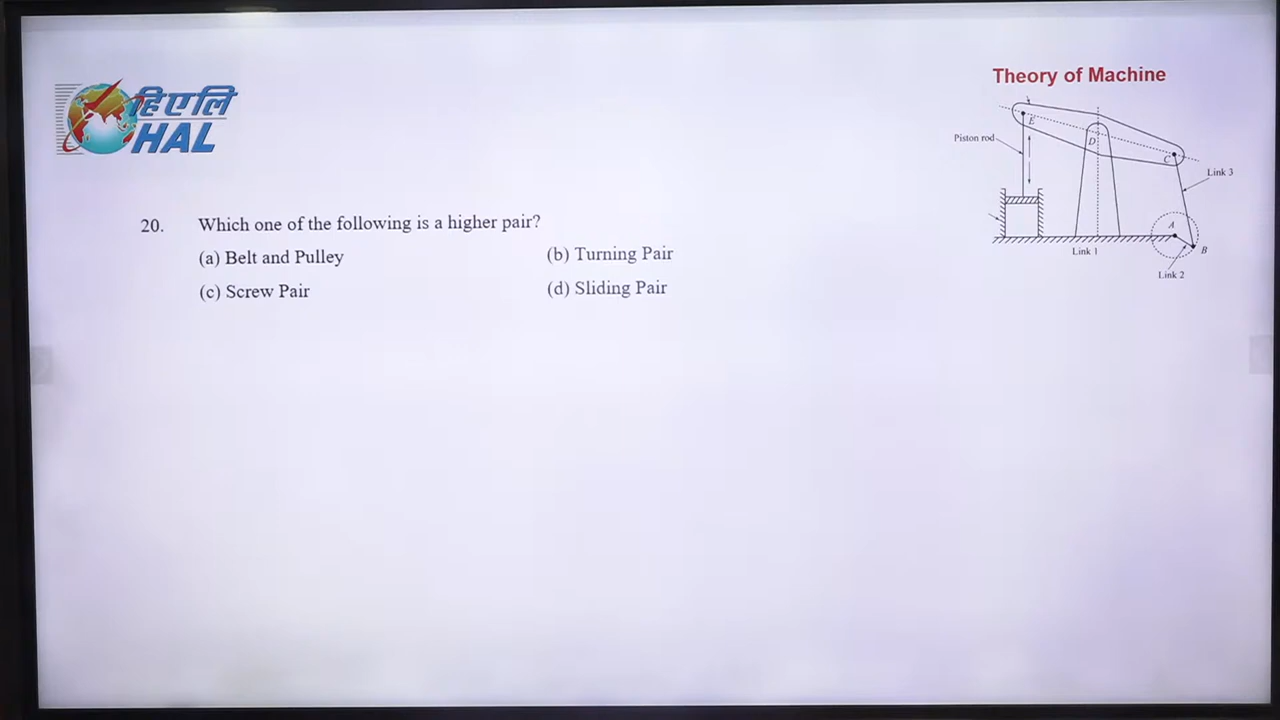 हिएलि
HAL
Theory of Machine
E
D
C
Piston rod
Link 3
A
B
Link 1
Link 2
20. Which one of the following is a higher pair?
(a) Belt and Pulley (b) Turning Pair
(c) Screw Pair (d) Sliding Pair